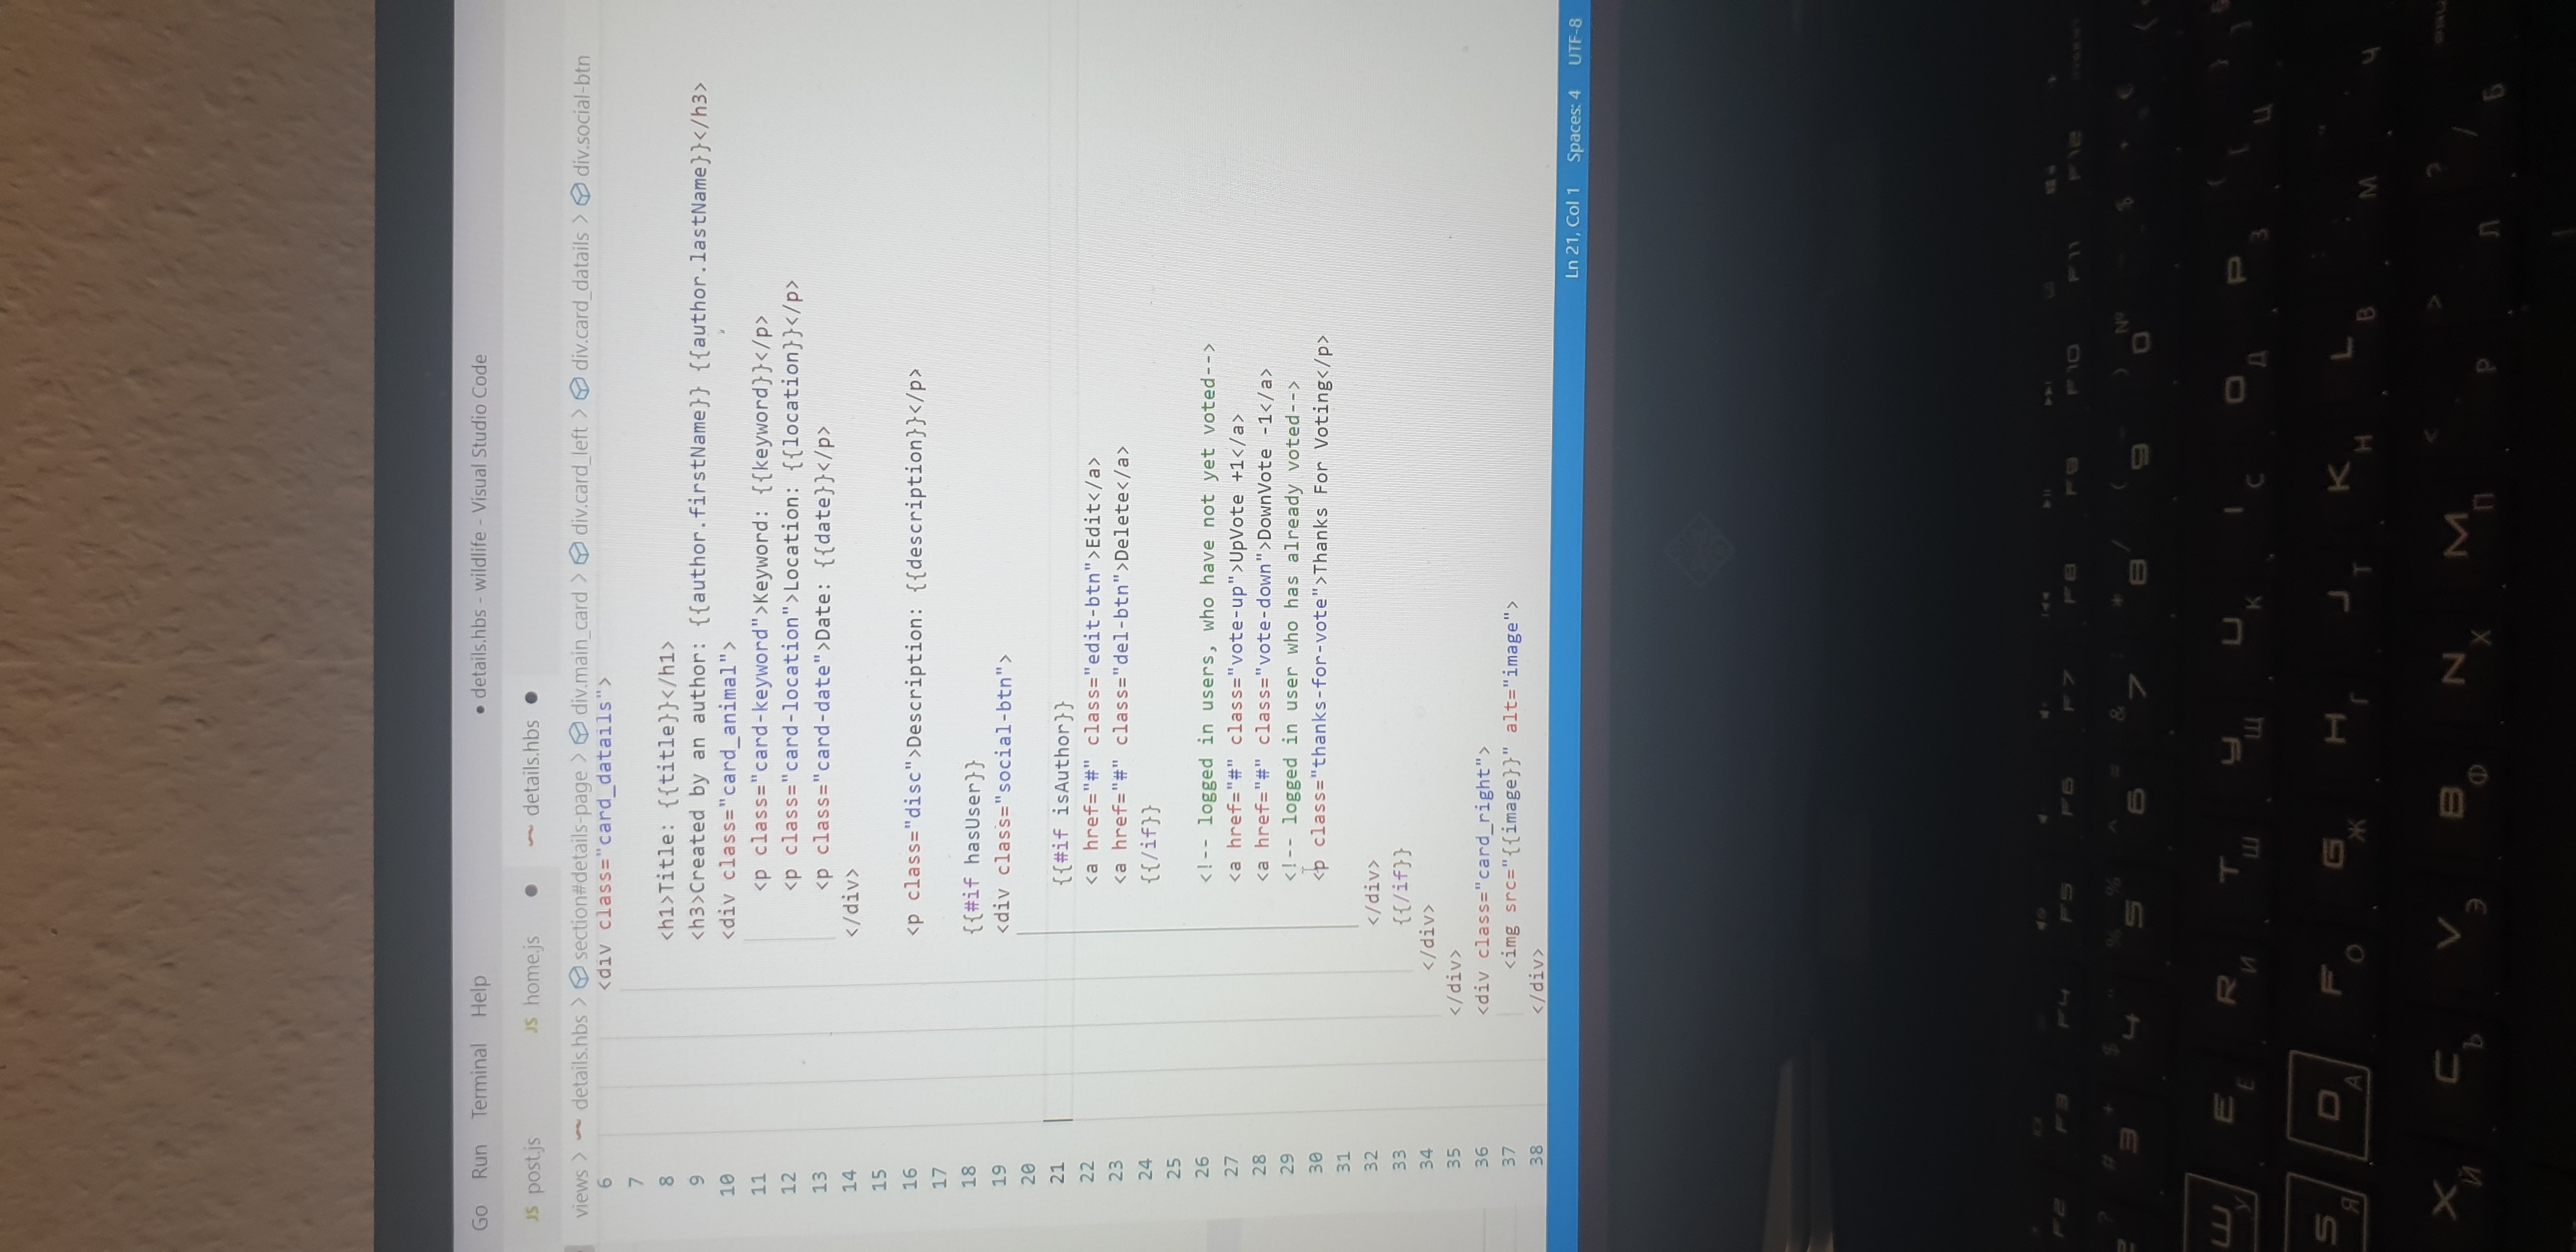 Go Run Terminal Help ● details.hbs - wildlife - Visual Studio Code
JS post.js JS home.js ● details.hbs ●
views > details.hbs > section#details-page > div.main_card > div.card_left > div.card_datails > div.social-btn
6 <div class="card_datails">
7
8 <h1>Title: {{title}}</h1>
9 <h3>Created by an author: {{author.firstName}} {{author.lastName}}</h3>
10 <div class="card_animal">
11 <p class="card-keyword">Keyword: {{keyword}}</p>
12 <p class="card-location">Location: {{location}}</p>
13 <p class="card-date">Date: {{date}}</p>
14 </div>
15
16 <p class="disc">Description: {{description}}</p>
17
18 {{#if hasUser}}
19 <div class="social-btn">
20
21 {{#if isAuthor}}
22 <a href="#" class="edit-btn">Edit</a>
23 <a href="#" class="del-btn">Delete</a>
24 {{/if}}
25
26 <!-- logged in users, who have not yet voted-->
27 <a href="#" class="vote-up">UpVote +1</a>
28 <a href="#" class="vote-down">DownVote -1</a>
29 <!-- logged in user who has already voted-->
30 <p class="thanks-for-vote">Thanks For Voting</p>
31
32 </div>
33 {{/if}}
34 </div>
35 </div>
36 <div class="card_right">
37 <img src="{{image}}" alt="image">
38 </div>
Ln 21, Col 1 Spaces: 4 UTF-8
F2 F3 F4 F5 F6 F7 F8 F9 F10 F11 F12
# 3 + $ 4 " % 5 % ^ 6 = & 7 : * 8 / ( 9 ) 0 № $ €
Ш У E Е R И T Ш У Щ U К I С O Д P З Ц
S Я D А F О G Ж H Г J Т K Н L В М Ч
X Й C Ъ V Э B Ф N Х M П < Р > Л ? / Б